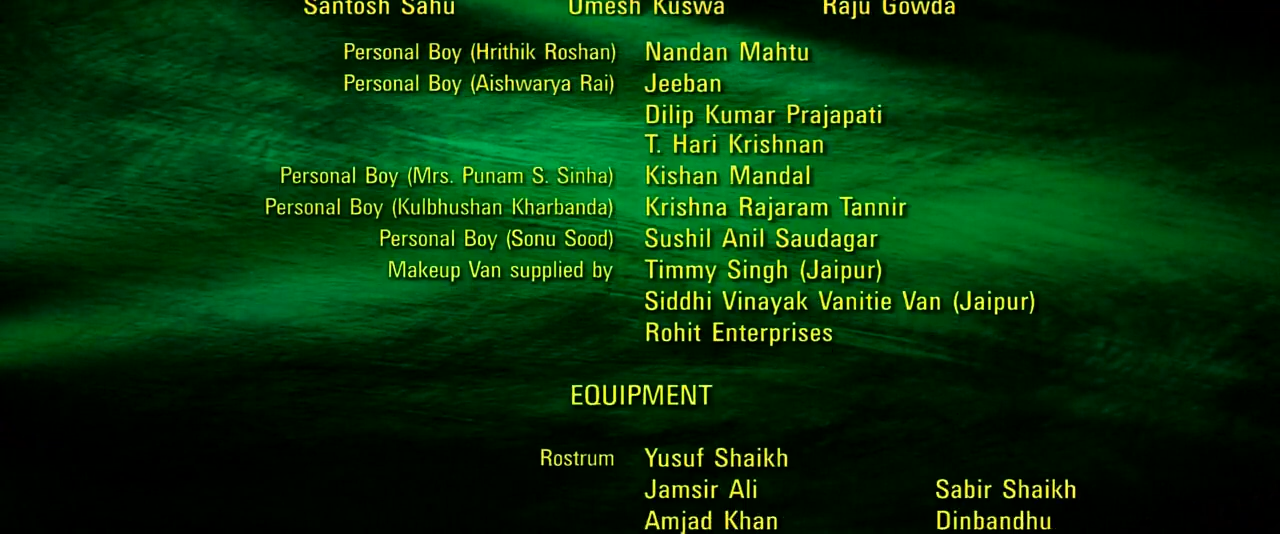 Santosh Sahu Umesh Kuswa Raju Gowda
Personal Boy (Hrithik Roshan) Nandan Mahtu
Personal Boy (Aishwarya Rai) Jeeban
Dilip Kumar Prajapati
T. Hari Krishnan
Personal Boy (Mrs. Punam S. Sinha) Kishan Mandal
Personal Boy (Kulbhushan Kharbanda) Krishna Rajaram Tannir
Personal Boy (Sonu Sood) Sushil Anil Saudagar
Makeup Van supplied by Timmy Singh (Jaipur)
Siddhi Vinayak Vanitie Van (Jaipur)
Rohit Enterprises
EQUIPMENT
Rostrum Yusuf Shaikh
Jamsir Ali Sabir Shaikh
Amjad Khan Dinbandhu